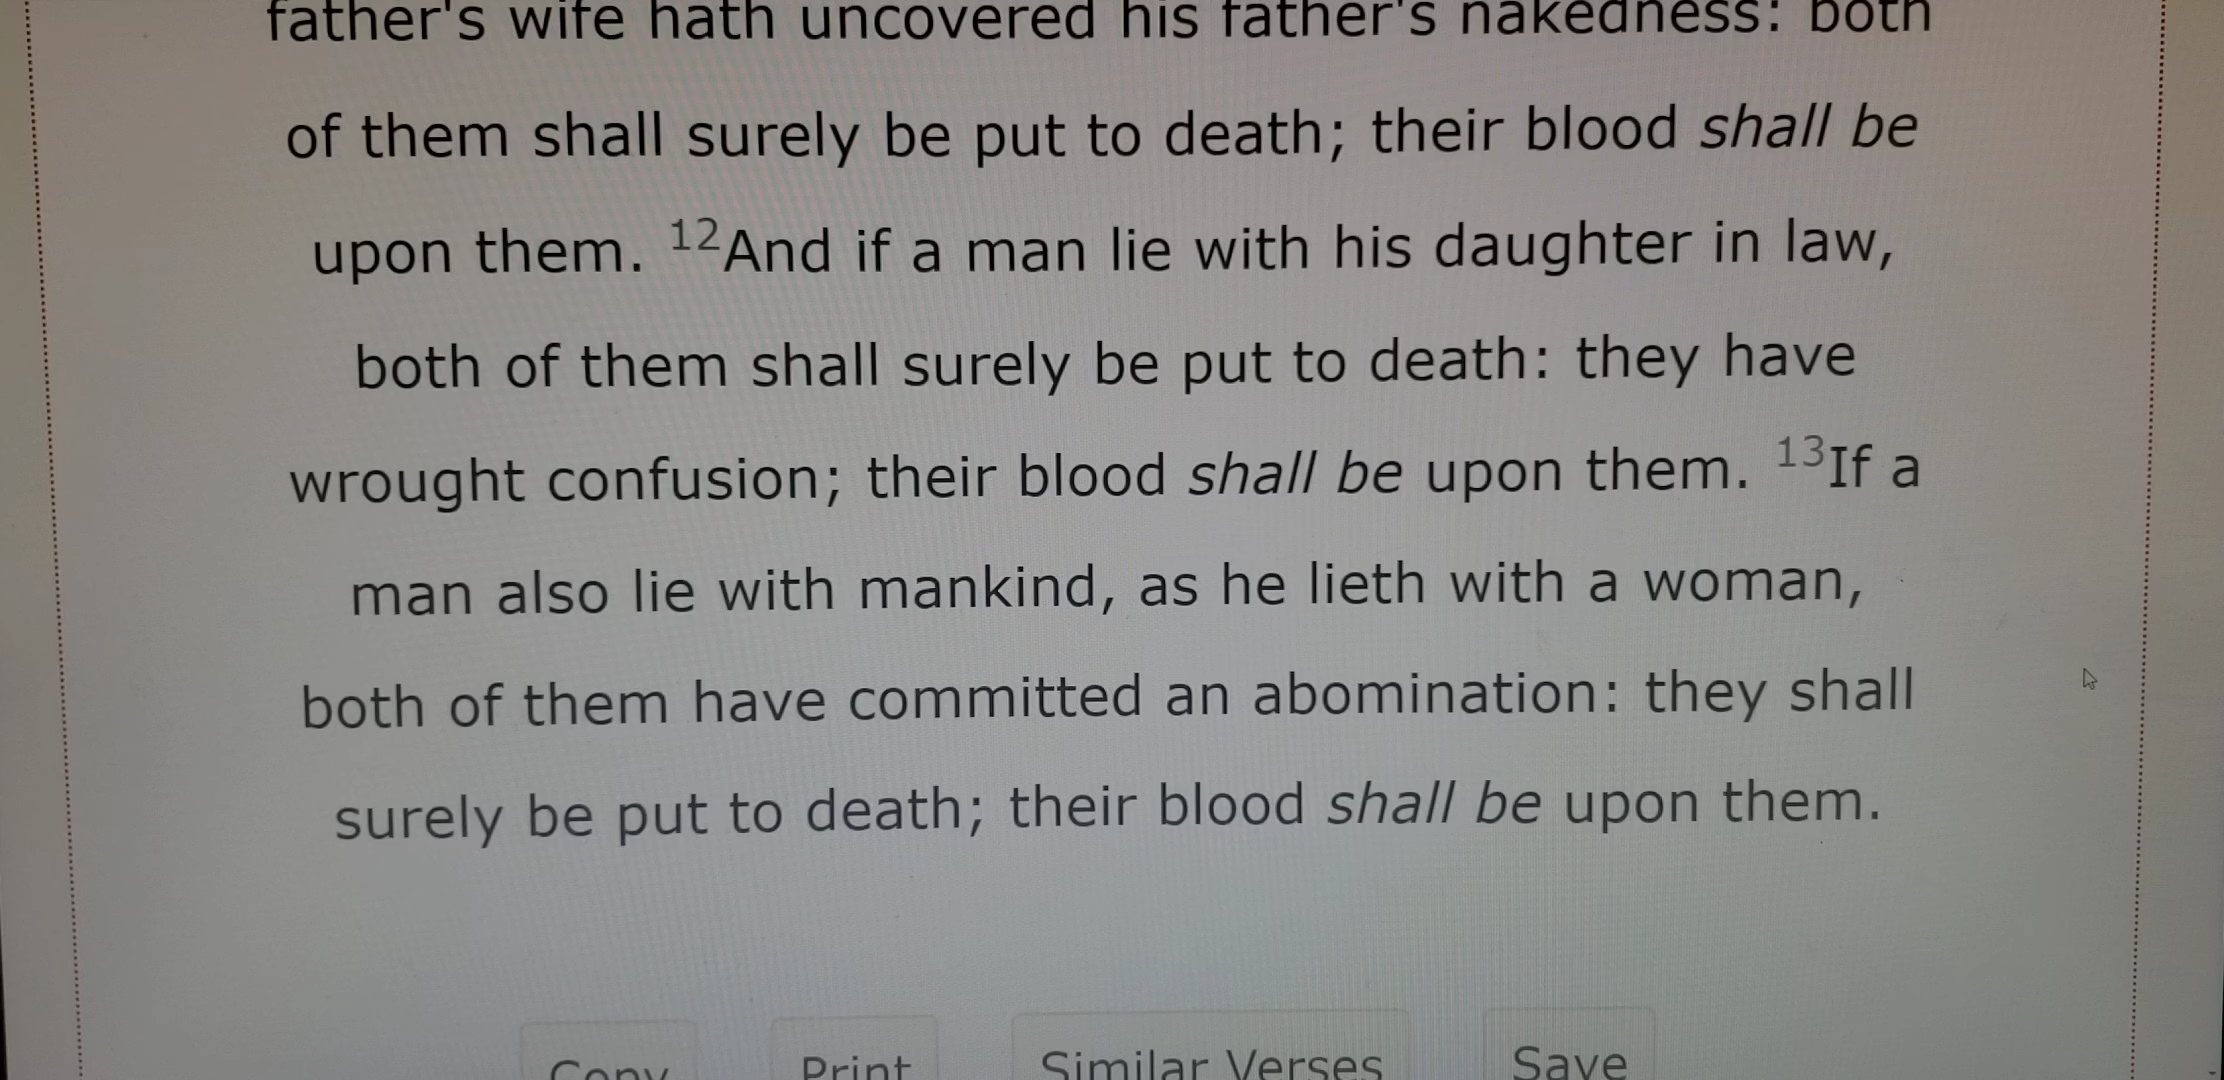 father's wife hath uncovered his father's nakedness: both
of them shall surely be put to death; their blood shall be
upon them. 12And if a man lie with his daughter in law,
both of them shall surely be put to death: they have
wrought confusion; their blood shall be upon them. 13If a
man also lie with mankind, as he lieth with a woman,
both of them have committed an abomination: they shall
surely be put to death; their blood shall be upon them.
Copy Print Similar Verses Save